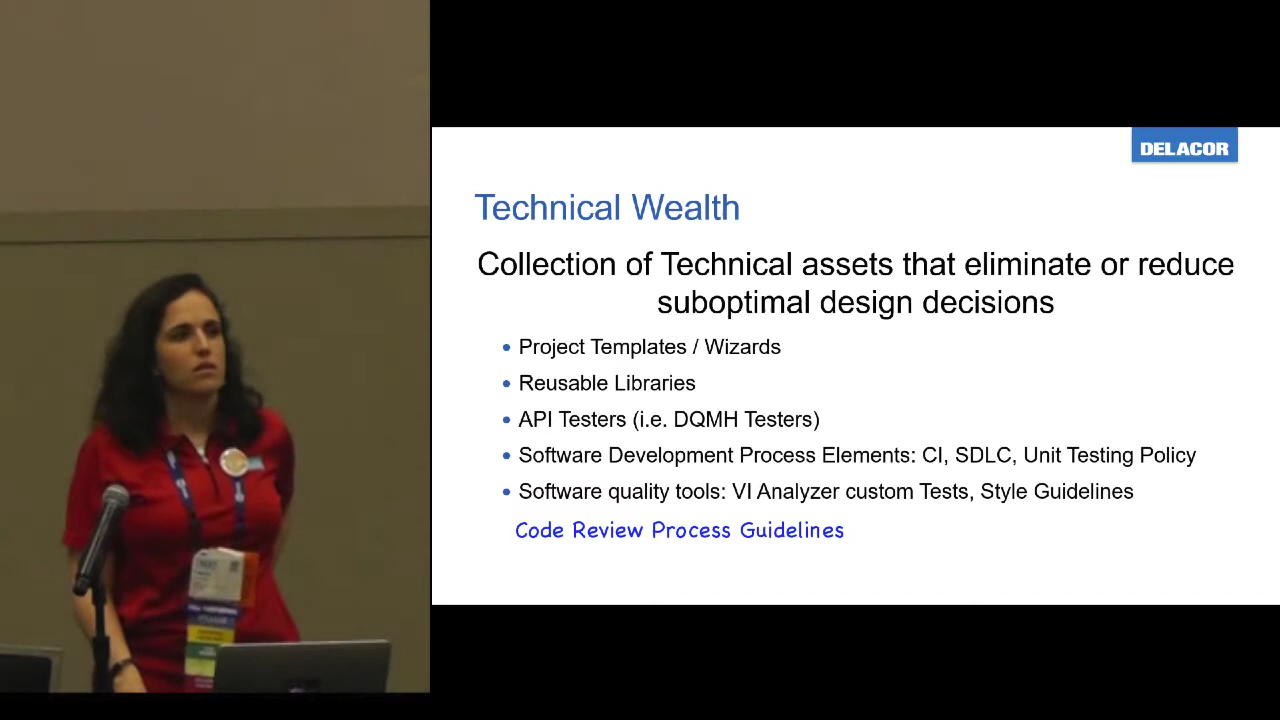 DELACOR
Technical Wealth
Collection of Technical assets that eliminate or reduce
suboptimal design decisions
• Project Templates / Wizards
• Reusable Libraries
• API Testers (i.e. DQMH Testers)
• Software Development Process Elements: CI, SDLC, Unit Testing Policy
• Software quality tools: VI Analyzer custom Tests, Style Guidelines
Code Review Process Guidelines